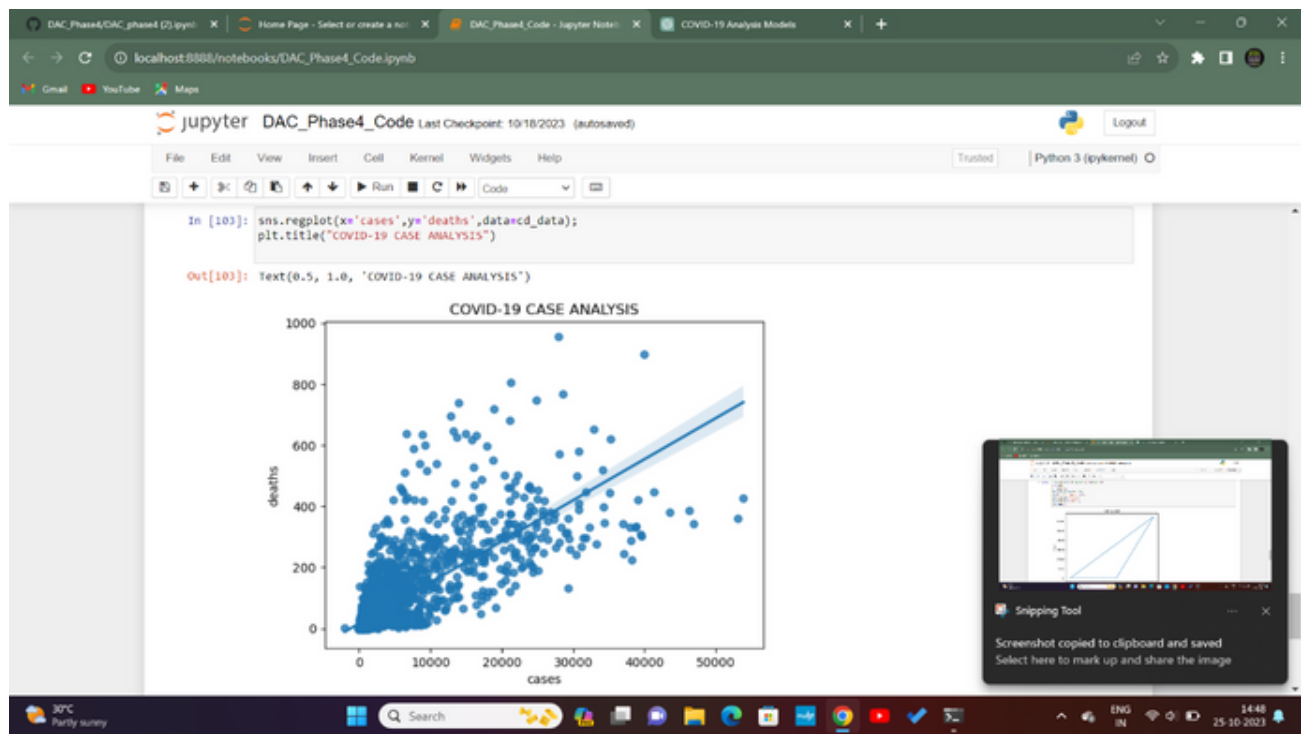 DAC_Phase4/DAC_phase4 (2).ipynb
Home Page - Select or create a not
DAC_Phase4_Code - Jupyter Noteb
COVID-19 Analysis Models
localhost:8888/notebooks/DAC_Phase4_Code.ipynb
Gmail YouTube Maps
jupyter DAC_Phase4_Code Last Checkpoint: 10/18/2023 (autosaved)
Logout
File Edit View Insert Cell Kernel Widgets Help
Trusted
Python 3 (ipykernel)
Run
Code
In [103]: sns.regplot(x='cases',y='deaths',data=cd_data);
plt.title("COVID-19 CASE ANALYSIS")
Out[103]: Text(0.5, 1.0, 'COVID-19 CASE ANALYSIS')
COVID-19 CASE ANALYSIS
1000
800
600
400
200
0
deaths
0 10000 20000 30000 40000 50000
cases
Snipping Tool
Screenshot copied to clipboard and saved
Select here to mark up and share the image
30°C
Partly sunny
Search
ENG
IN
14:48
25-10-2023